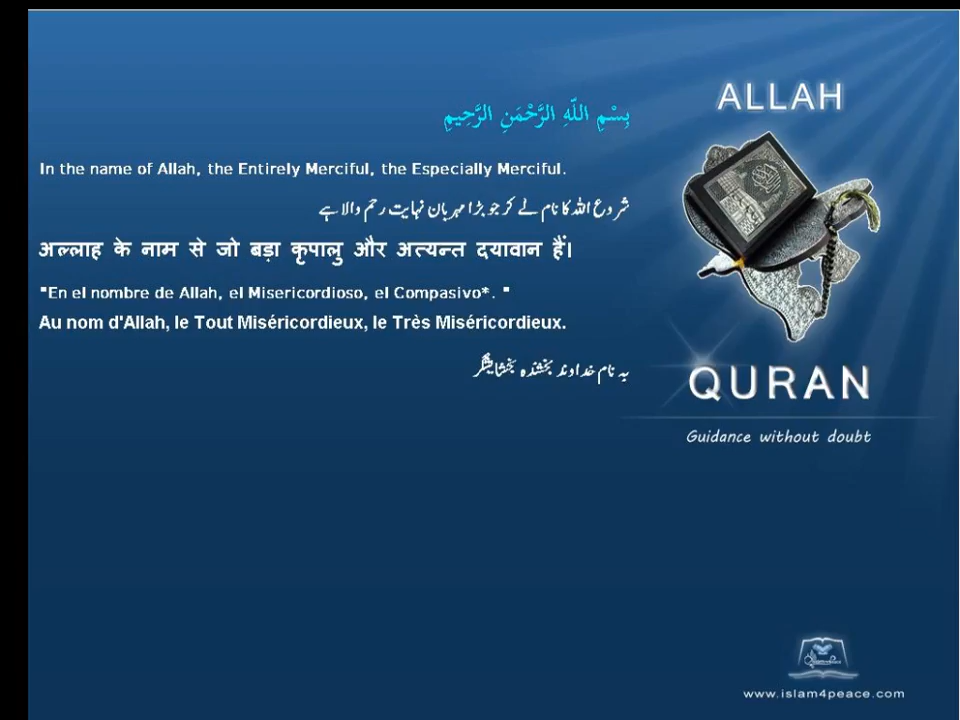 بِسْمِ اللَّهِ الرَّحْمَنِ الرَّحِيمِ
In the name of Allah, the Entirely Merciful, the Especially Merciful.
شروع الله کا نام لے کر جو بڑا مہربان نہایت رحم والا ہے
अल्लाह के नाम से जो बड़ा कृपालु और अत्यन्त दयावान हैं।
"En el nombre de Allah, el Misericordioso, el Compasivo*. "
Au nom d'Allah, le Tout Miséricordieux, le Très Miséricordieux.
به نام خداوند بخشنده بخشایشگر
ALLAH
QURAN
Guidance without doubt
www.islam4peace.com